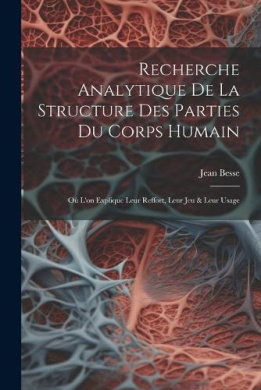 Recherche
Analytique De La
Structure Des Parties
Du Corps Humain
Jean Besse
Où L'on Explique Leur Reffort, Leur Jeu & Leur Usage